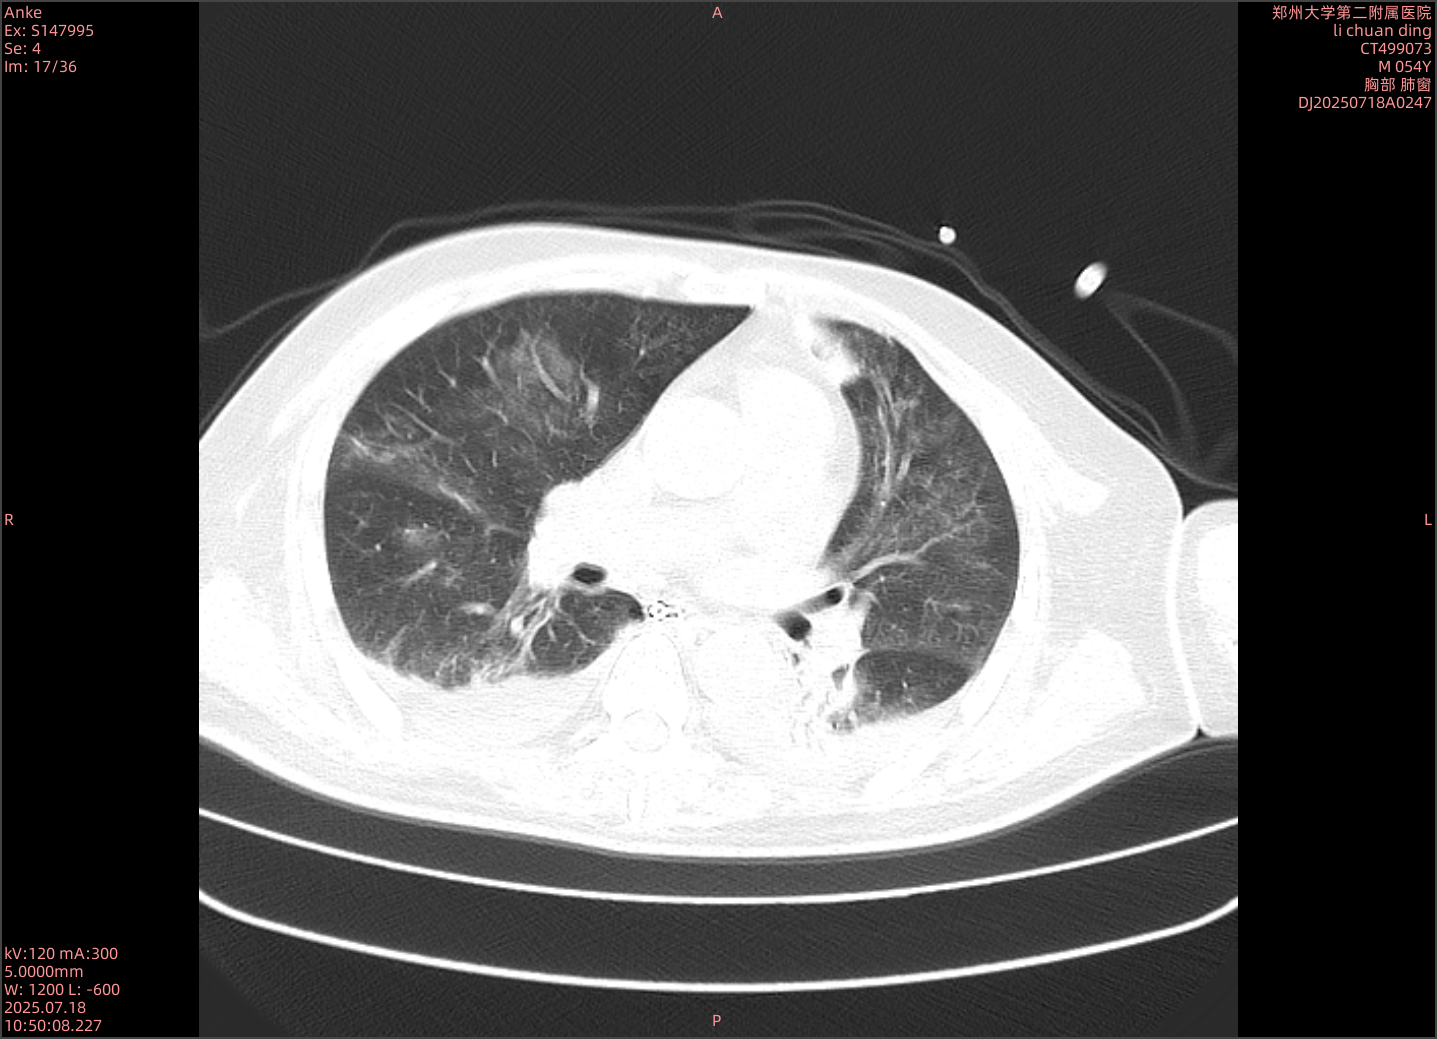 Anke
Ex: S147995
Se: 4
Im: 17/36
A
郑州大学第二附属医院
li chuan ding
CT499073
M 054Y
胸部 肺窗
DJ20250718A0247
R
L
kV:120 mA:300
5.0000mm
W: 1200 L: -600
2025.07.18
10:50:08.227
P